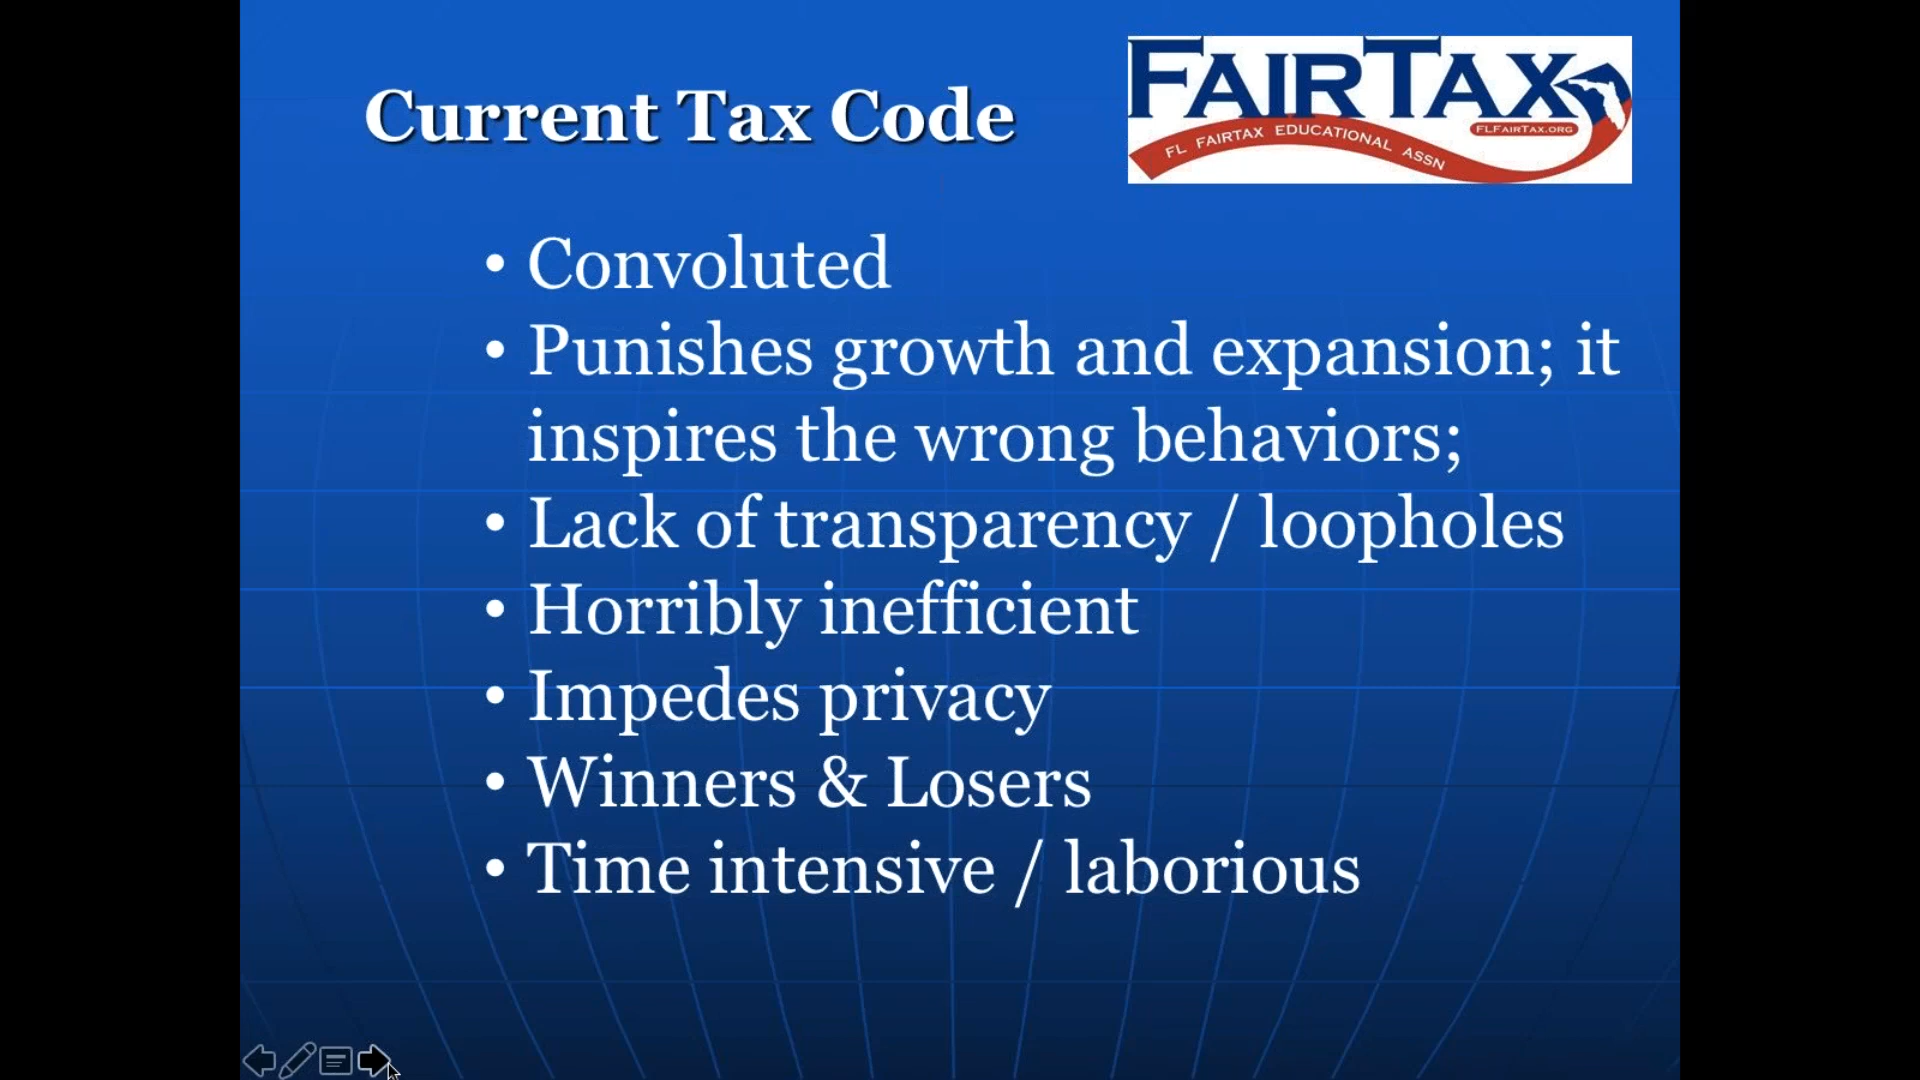 Current Tax Code
FAIRTAX
FLFAIRTAX.ORG
FL FAIRTAX EDUCATIONAL ASSN
• Convoluted
• Punishes growth and expansion; it
inspires the wrong behaviors;
• Lack of transparency / loopholes
• Horribly inefficient
• Impedes privacy
• Winners & Losers
• Time intensive / laborious